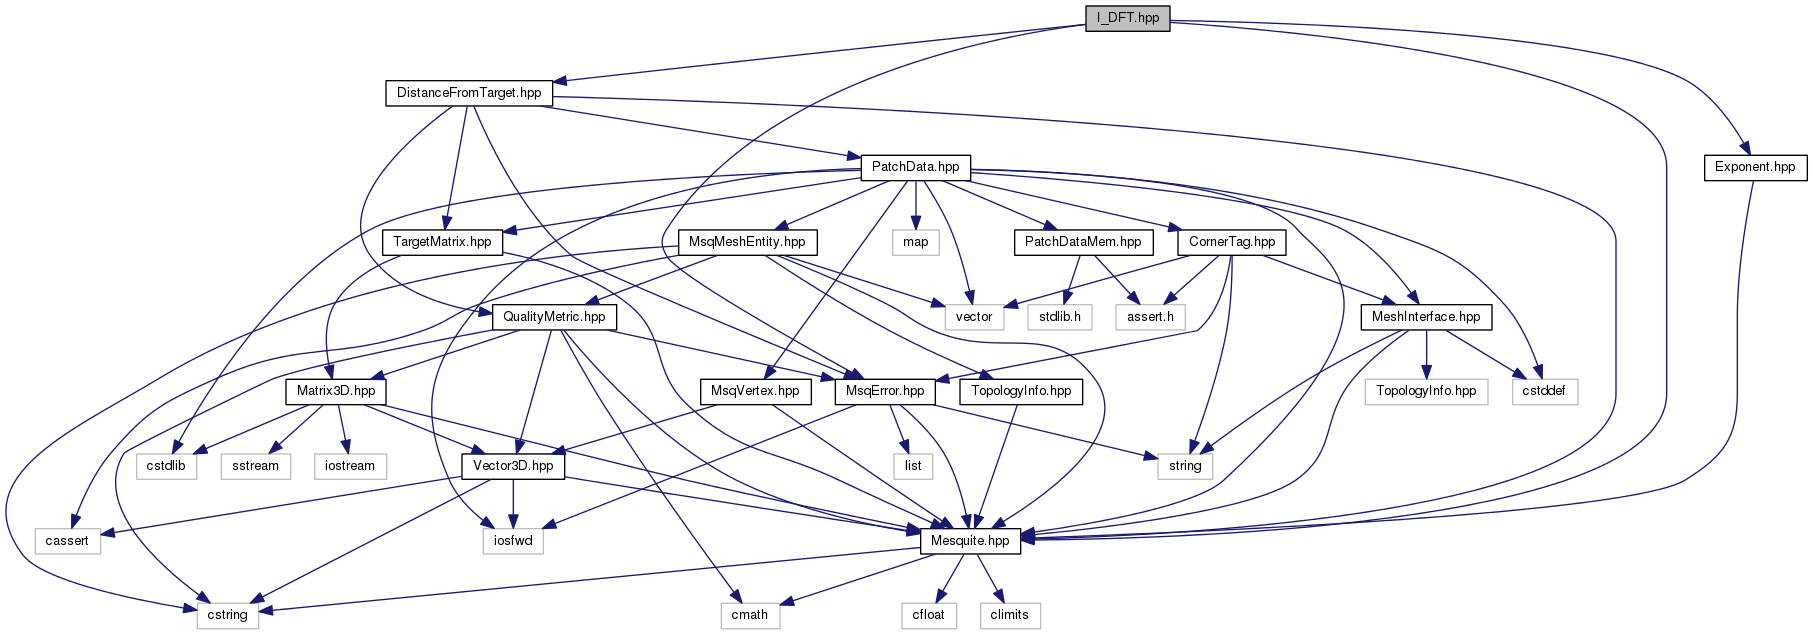 I_DFT.hpp
DistanceFromTarget.hpp
PatchData.hpp
Exponent.hpp
TargetMatrix.hpp
MsqMeshEntity.hpp
map
PatchDataMem.hpp
CornerTag.hpp
QualityMetric.hpp
vector
stdlib.h
assert.h
MeshInterface.hpp
Matrix3D.hpp
MsqVertex.hpp
MsqError.hpp
TopologyInfo.hpp
TopologyInfo.hpp
cstddef
cstdlib
sstream
iostream
Vector3D.hpp
list
string
cassert
iosfwd
Mesquite.hpp
cstring
cmath
cfloat
climits